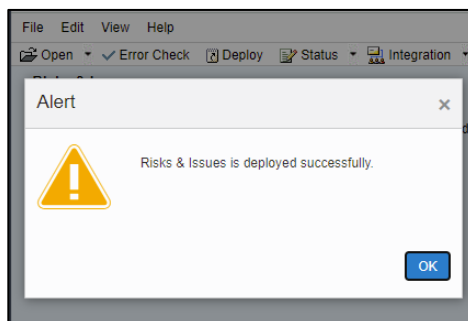 File Edit View Help
Open Error Check Deploy Status Integration
Alert
Risks & Issues is deployed successfully.
OK